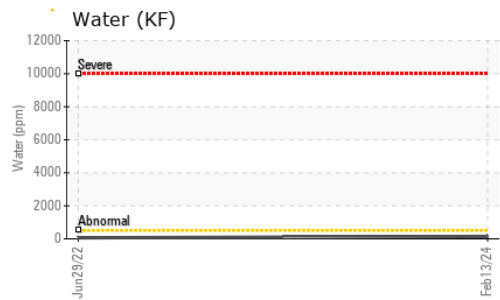 Water (KF)
12000
Severe
10000
8000
6000
4000
2000
Abnormal
0
Water (ppm)
Jun29/22
Feb13/24